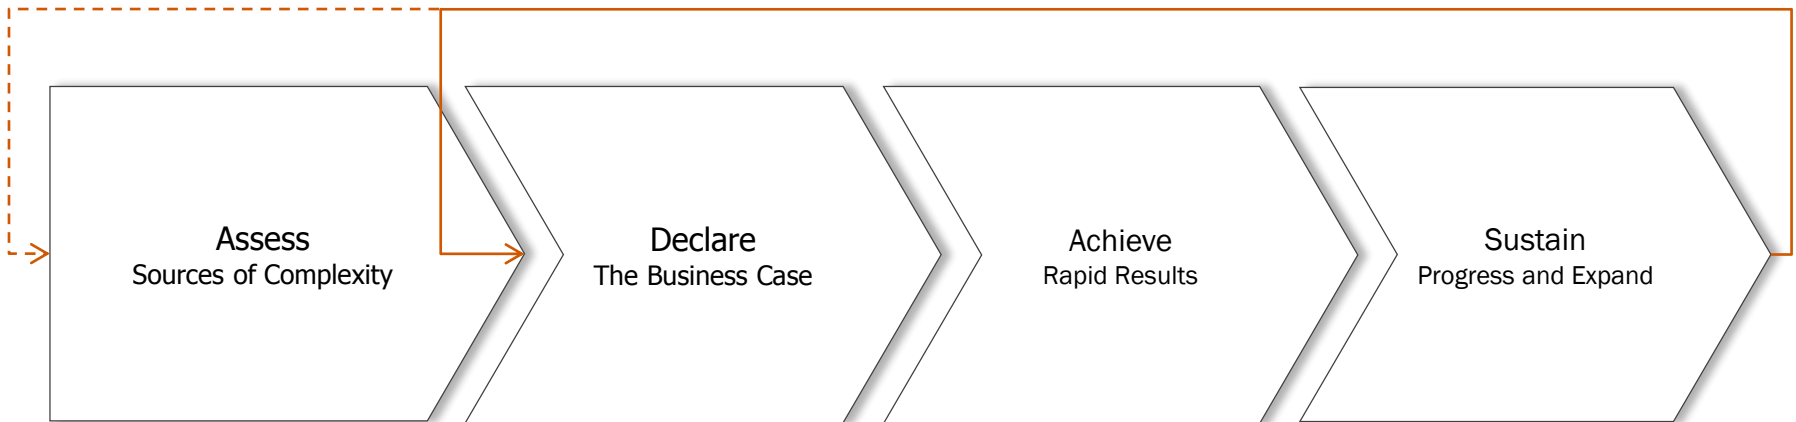 Assess
Sources of Complexity
Declare
The Business Case
Achieve
Rapid Results
Sustain
Progress and Expand